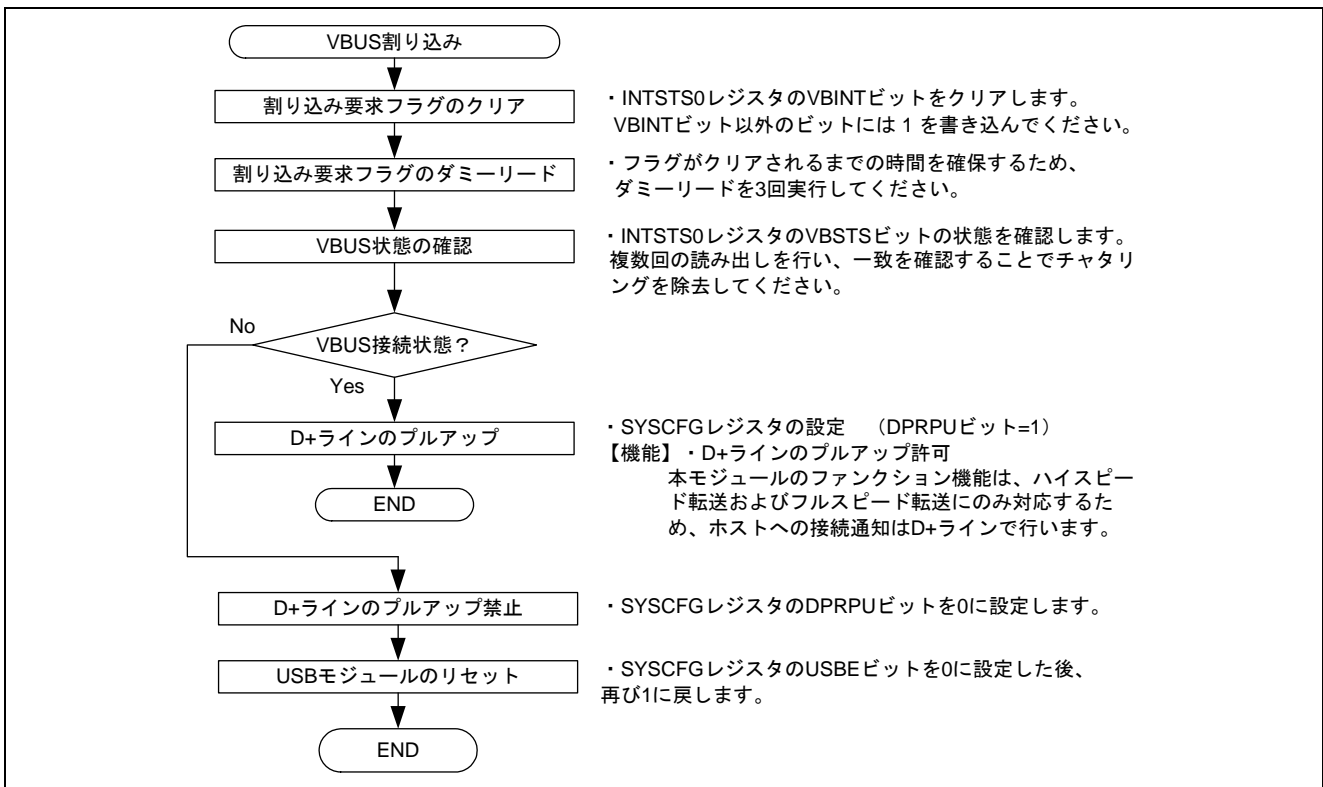 VBUS割り込み
割り込み要求フラグのクリア
・INTSTS0レジスタのVBINTビットをクリアします。
VBINTビット以外のビットには 1 を書き込んでください。
割り込み要求フラグのダミーリード
・フラグがクリアされるまでの時間を確保するため、
ダミーリードを3回実行してください。
VBUS状態の確認
・INTSTS0レジスタのVBSTSビットの状態を確認します。
複数回の読み出しを行い、一致を確認することでチャタリ
ングを除去してください。
No
VBUS接続状態？
Yes
D+ラインのプルアップ
・SYSCFGレジスタの設定　（DPRPUビット=1）
【機能】・D+ラインのプルアップ許可
本モジュールのファンクション機能は、ハイスピー
ド転送およびフルスピード転送にのみ対応するた
め、ホストへの接続通知はD+ラインで行います。
END
D+ラインのプルアップ禁止
・SYSCFGレジスタのDPRPUビットを0に設定します。
USBモジュールのリセット
・SYSCFGレジスタのUSBEビットを0に設定した後、
再び1に戻します。
END